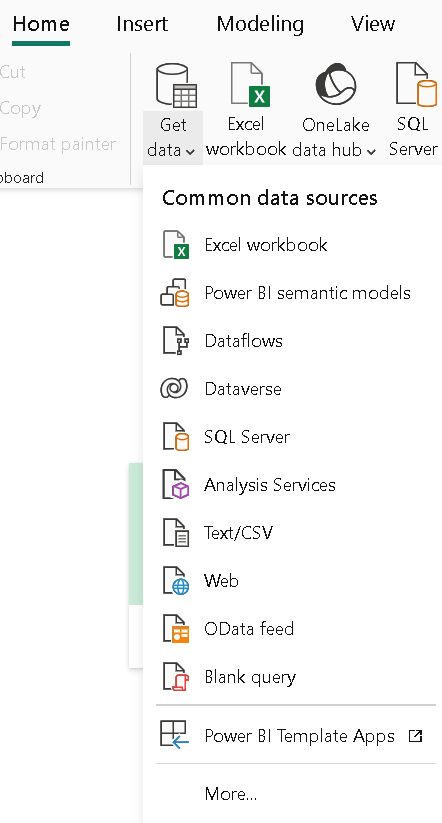 Home Insert Modeling View
Cut
Copy
Format painter
Get data
Excel workbook
OneLake data hub
SQL Server
board
Common data sources
Excel workbook
Power BI semantic models
Dataflows
Dataverse
SQL Server
Analysis Services
Text/CSV
Web
OData feed
Blank query
Power BI Template Apps
More...